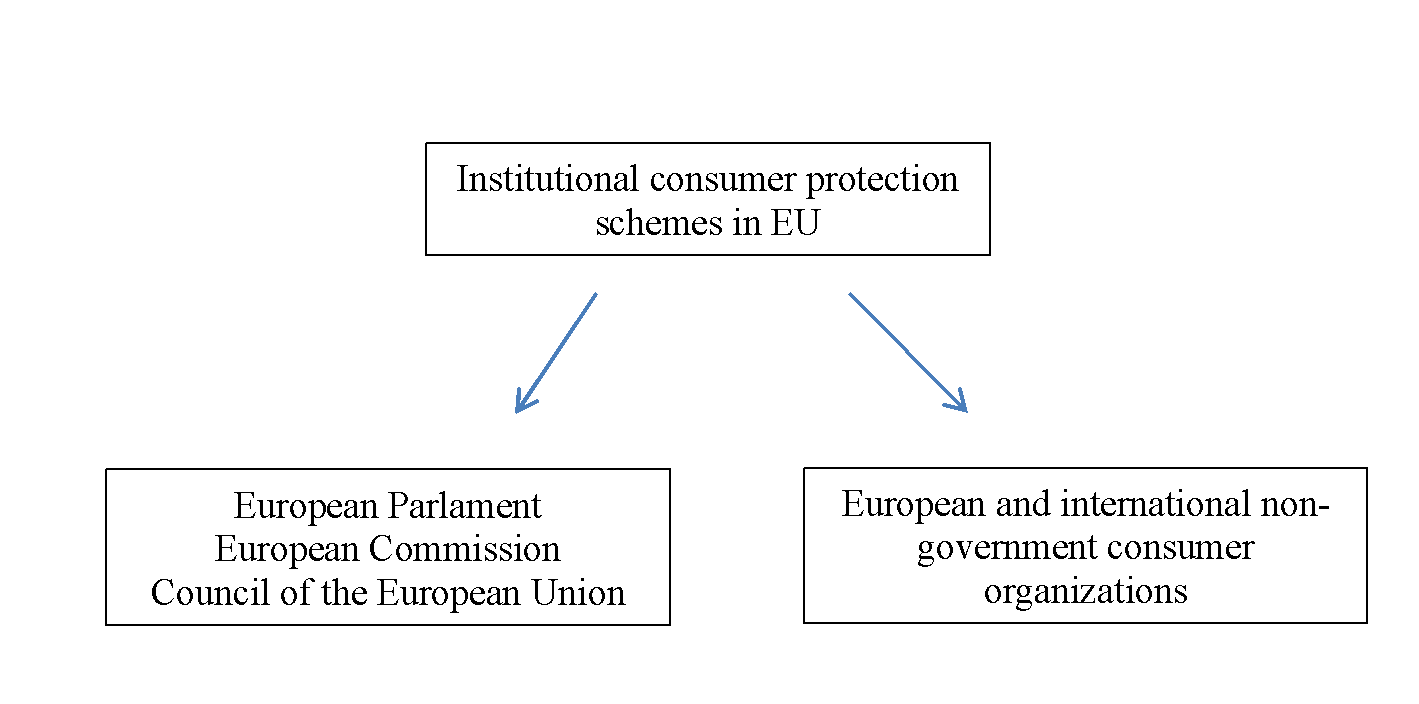 Institutional consumer protection
schemes in EU
European Parlament
European Commission
Council of the European Union
European and international non-
government consumer
organizations